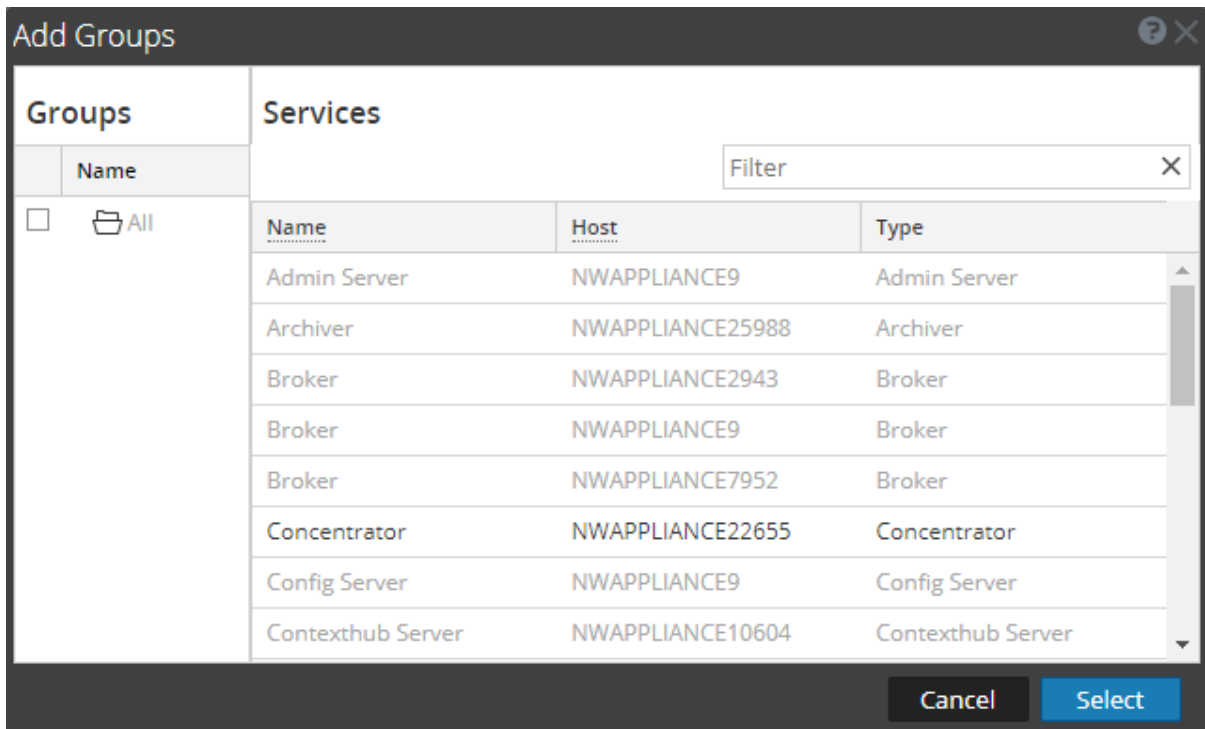 Add Groups
Groups
Services
Name
Filter
All
Name Host Type
Admin Server NWAPPLIANCE9 Admin Server
Archiver NWAPPLIANCE25988 Archiver
Broker NWAPPLIANCE2943 Broker
Broker NWAPPLIANCE9 Broker
Broker NWAPPLIANCE7952 Broker
Concentrator NWAPPLIANCE22655 Concentrator
Config Server NWAPPLIANCE9 Config Server
Contexthub Server NWAPPLIANCE10604 Contexthub Server
Cancel Select